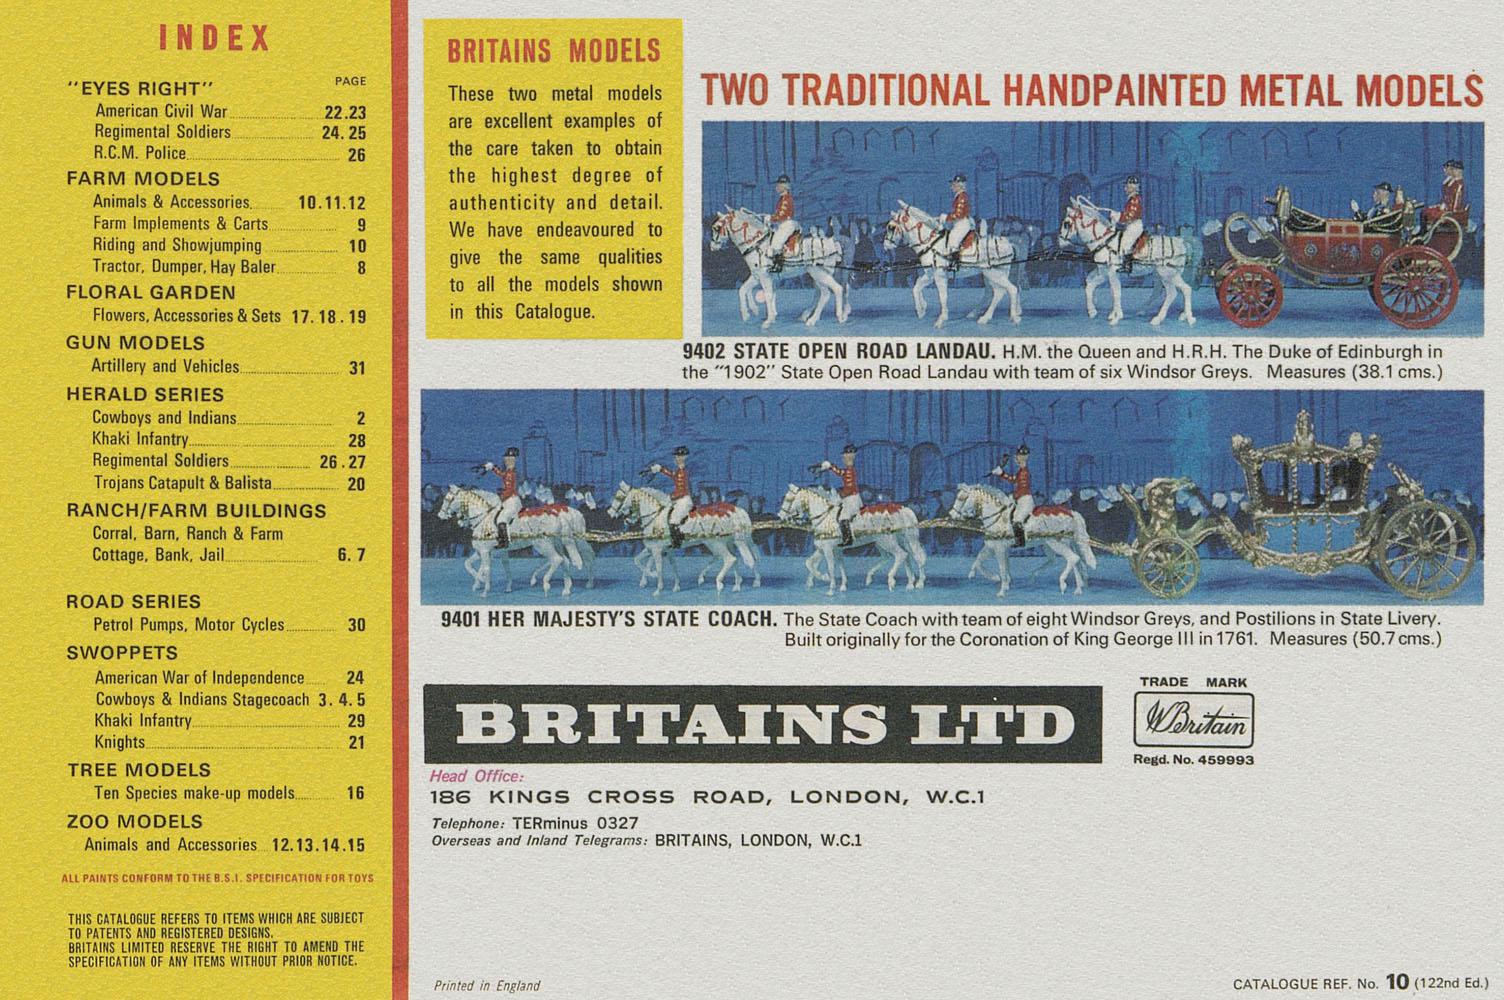 INDEX
PAGE
"EYES RIGHT"
American Civil War 22.23
Regimental Soldiers 24.25
R.C.M. Police 26
FARM MODELS
Animals & Accessories 10.11.12
Farm Implements & Carts 9
Riding and Showjumping 10
Tractor, Dumper, Hay Baler 8
FLORAL GARDEN
Flowers, Accessories & Sets 17.18.19
GUN MODELS
Artillery and Vehicles 31
HERALD SERIES
Cowboys and Indians 2
Khaki Infantry 28
Regimental Soldiers 26.27
Trojans Catapult & Balista 20
RANCH/FARM BUILDINGS
Corral, Barn, Ranch & Farm
Cottage, Bank, Jail 6.7
ROAD SERIES
Petrol Pumps, Motor Cycles 30
SWOPPETS
American War of Independence 24
Cowboys & Indians Stagecoach 3.4.5
Khaki Infantry 29
Knights 21
TREE MODELS
Ten Species make-up models 16
ZOO MODELS
Animals and Accessories 12.13.14.15
ALL PAINTS CONFORM TO THE B.S.I. SPECIFICATION FOR TOYS
THIS CATALOGUE REFERS TO ITEMS WHICH ARE SUBJECT
TO PATENTS AND REGISTERED DESIGNS.
BRITAINS LIMITED RESERVE THE RIGHT TO AMEND THE
SPECIFICATION OF ANY ITEMS WITHOUT PRIOR NOTICE.
BRITAINS MODELS
These two metal models
are excellent examples of
the care taken to obtain
the highest degree of
authenticity and detail.
We have endeavoured to
give the same qualities
to all the models shown
in this Catalogue.
TWO TRADITIONAL HANDPAINTED METAL MODELS
9402 STATE OPEN ROAD LANDAU. H.M. the Queen and H.R.H. The Duke of Edinburgh in
the "1902" State Open Road Landau with team of six Windsor Greys. Measures (38.1 cms.)
9401 HER MAJESTY'S STATE COACH. The State Coach with team of eight Windsor Greys, and Postilions in State Livery.
Built originally for the Coronation of King George III in 1761. Measures (50.7 cms.)
BRITAINS LTD
TRADE MARK
W Britain
Regd. No. 459993
Head Office:
186 KINGS CROSS ROAD, LONDON, W.C.1
Telephone: TERminus 0327
Overseas and Inland Telegrams: BRITAINS, LONDON, W.C.1
Printed in England
CATALOGUE REF. No. 10 (122nd Ed.)